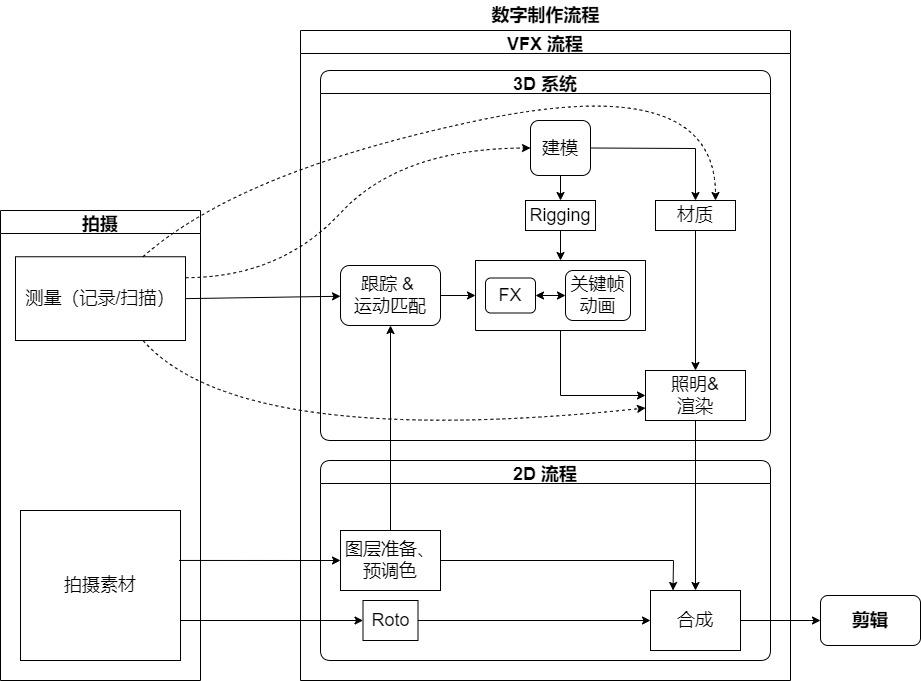 数字制作流程
VFX 流程
3D 系统
建模
Rigging
材质
拍摄
测量（记录/扫描）
跟踪 &
运动匹配
FX
关键帧
动画
照明&
渲染
2D 流程
拍摄素材
图层准备、
预调色
Roto
合成
剪辑